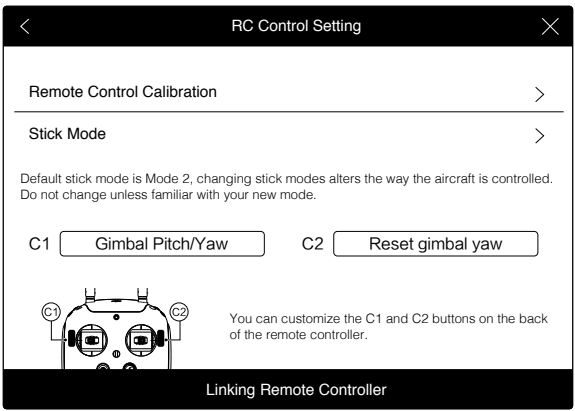 RC Control Setting
Remote Control Calibration
Stick Mode
Default stick mode is Mode 2, changing stick modes alters the way the aircraft is controlled.
Do not change unless familiar with your new mode.
C1 Gimbal Pitch/Yaw C2 Reset gimbal yaw
C1 C2
You can customize the C1 and C2 buttons on the back
of the remote controller.
Linking Remote Controller